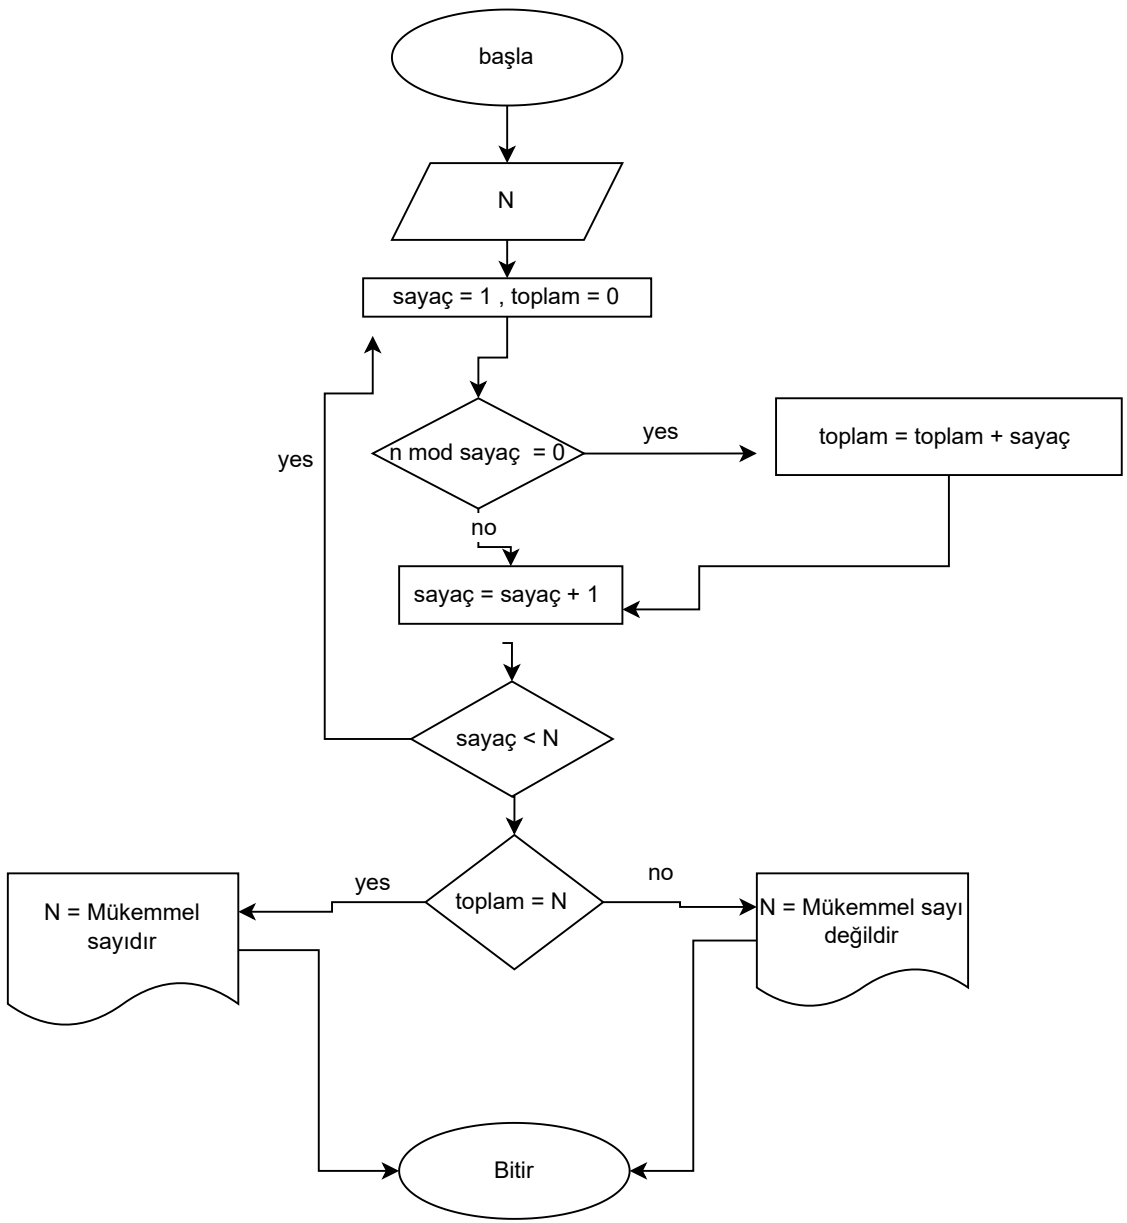 başla
N
sayaç = 1 , toplam = 0
n mod sayaç = 0
yes
toplam = toplam + sayaç
yes
no
sayaç = sayaç + 1
sayaç < N
toplam = N
yes
no
N = Mükemmel
sayıdır
N = Mükemmel sayı
değildir
Bitir